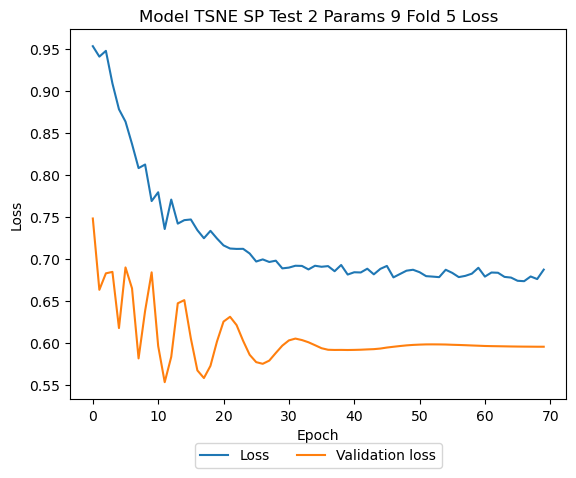 Model TSNE SP Test 2 Params 9 Fold 5 Loss
0.95
0.90
0.85
0.80
0.75
0.70
0.65
0.60
0.55
Loss
0 10 20 30 40 50 60 70
Epoch
Loss Validation loss